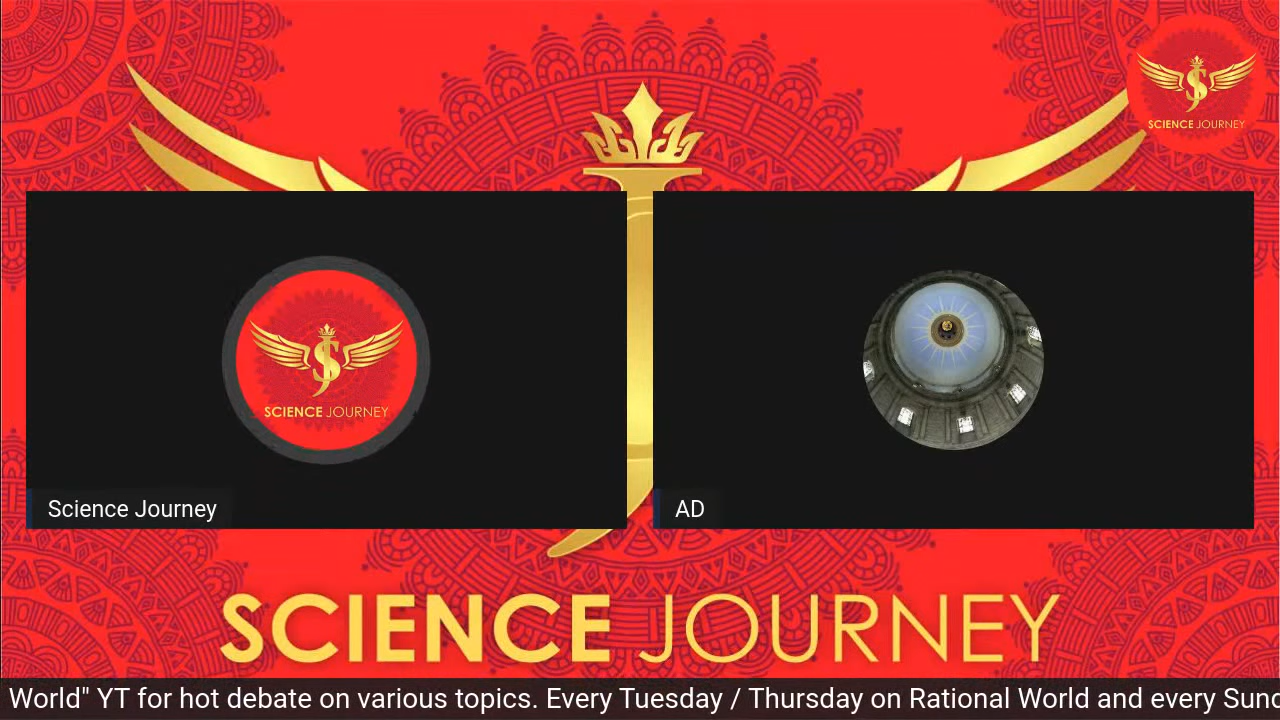 SCIENCE JOURNEY
SCIENCE JOURNEY
Science Journey
AD
SCIENCE JOURNEY
World" YT for hot debate on various topics. Every Tuesday / Thursday on Rational World and every Sund